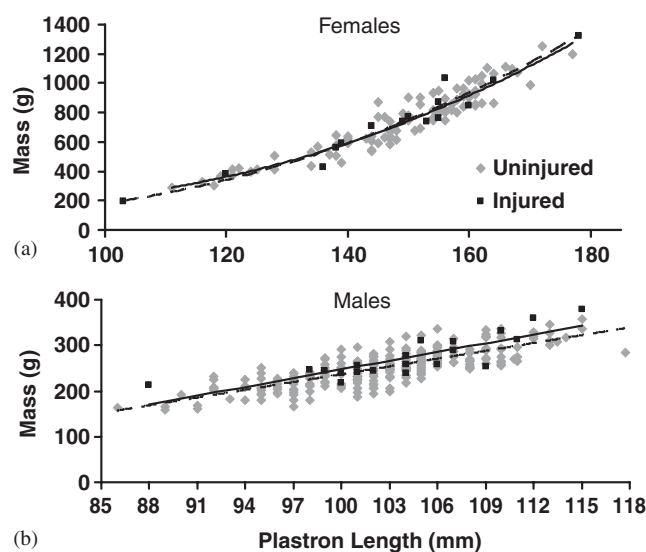 Females
1400
1200
1000
800
600
400
200
0
Mass (g)
Uninjured
Injured
(a)
100 120 140 160 180
Males
400
300
200
100
0
Mass (g)
85 88 91 94 97 100 103 106 109 112 115 118
(b)
Plastron Length (mm)